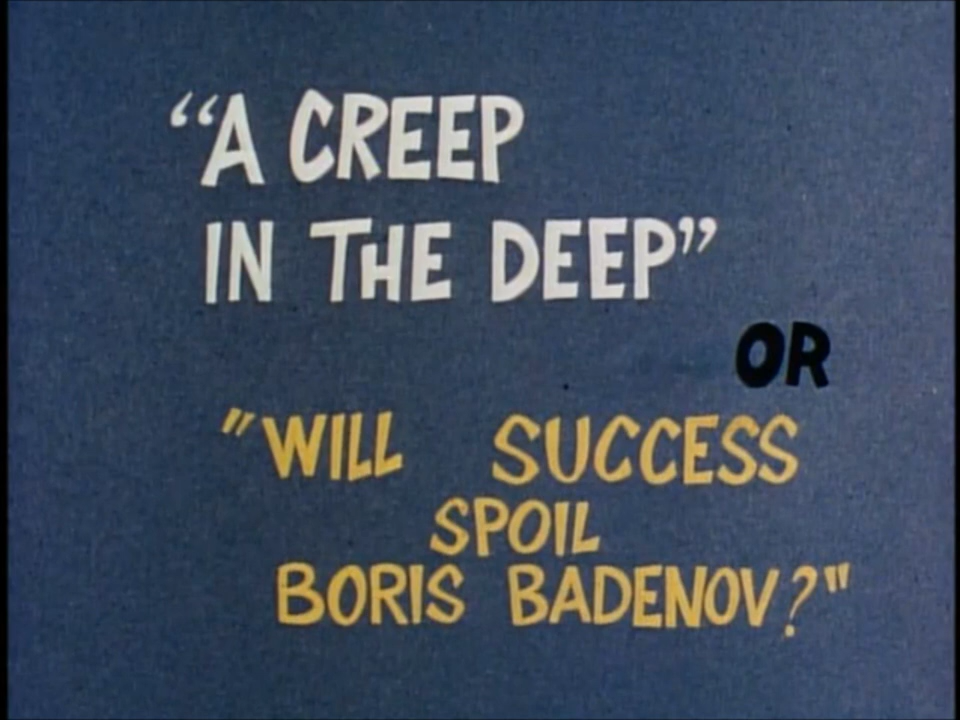 “A CREEP
IN THE DEEP”
OR
"WILL SUCCESS
SPOIL
BORIS BADENOV?"